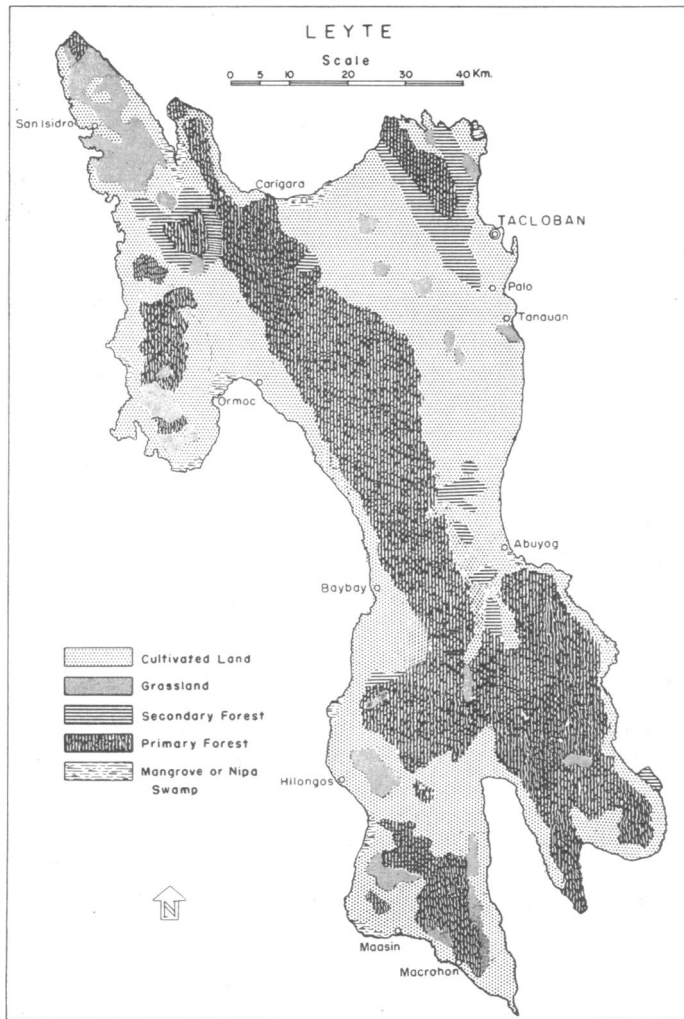 LEYTE
Scale
0 5 10 20 30 40 Km.
San Isidro
Carigara
TACLOBAN
Palo
Tanauan
Ormoc
Abuyog
Baybay
Cultivated Land
Grassland
Secondary Forest
Primary Forest
Mangrove or Nipa
Swamp
Hilongos
N
Maasin
Macrohon